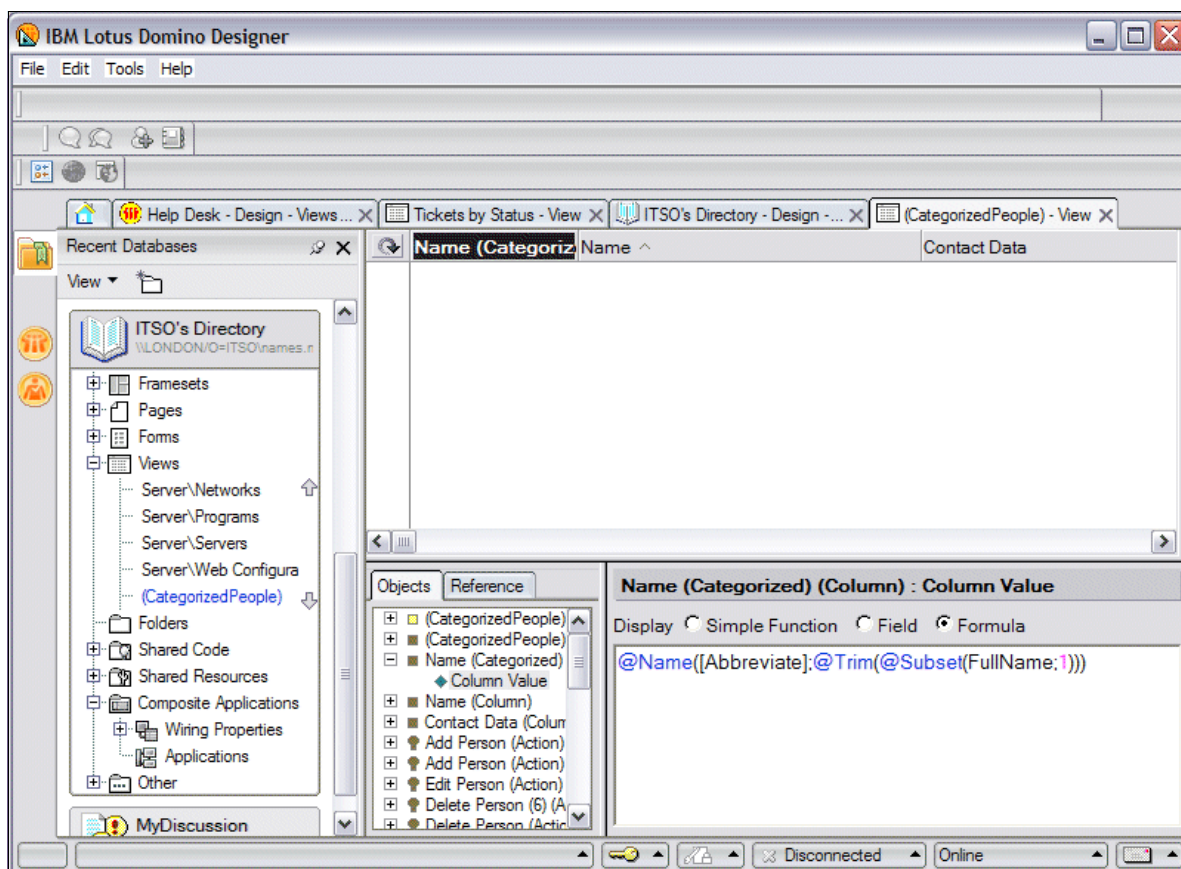 IBM Lotus Domino Designer
File Edit Tools Help
Help Desk - Design - Views ... Tickets by Status - View ITSO's Directory - Design -... (CategorizedPeople) - View
Recent Databases
View
ITSO's Directory
\\LONDON/O=ITSO\names.n
Framesets
Pages
Forms
Views
Server\Networks
Server\Programs
Server\Servers
Server\Web Configura
(CategorizedPeople)
Folders
Shared Code
Shared Resources
Composite Applications
Wiring Properties
Applications
Other
MyDiscussion
Name (Categoriz Name Contact Data
Objects Reference
(CategorizedPeople)
(CategorizedPeople)
Name (Categorized)
Column Value
Name (Column)
Contact Data (Colum
Add Person (Action)
Add Person (Action)
Edit Person (Action)
Delete Person (6) (A
Delete Person (Actic
Name (Categorized) (Column) : Column Value
Display Simple Function Field Formula
@Name([Abbreviate];@Trim(@Subset(FullName;1)))
Disconnected Online